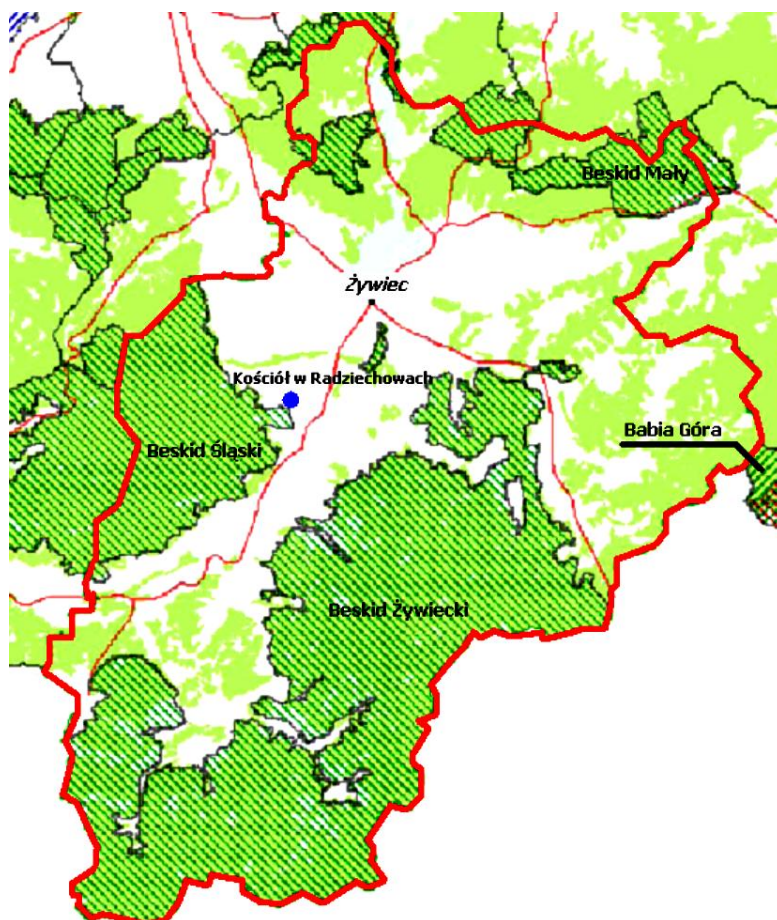 Beskid Mały
Żywiec
Kościół w Radziechowach
Babia Góra
Beskid Śląski
Beskid Żywiecki